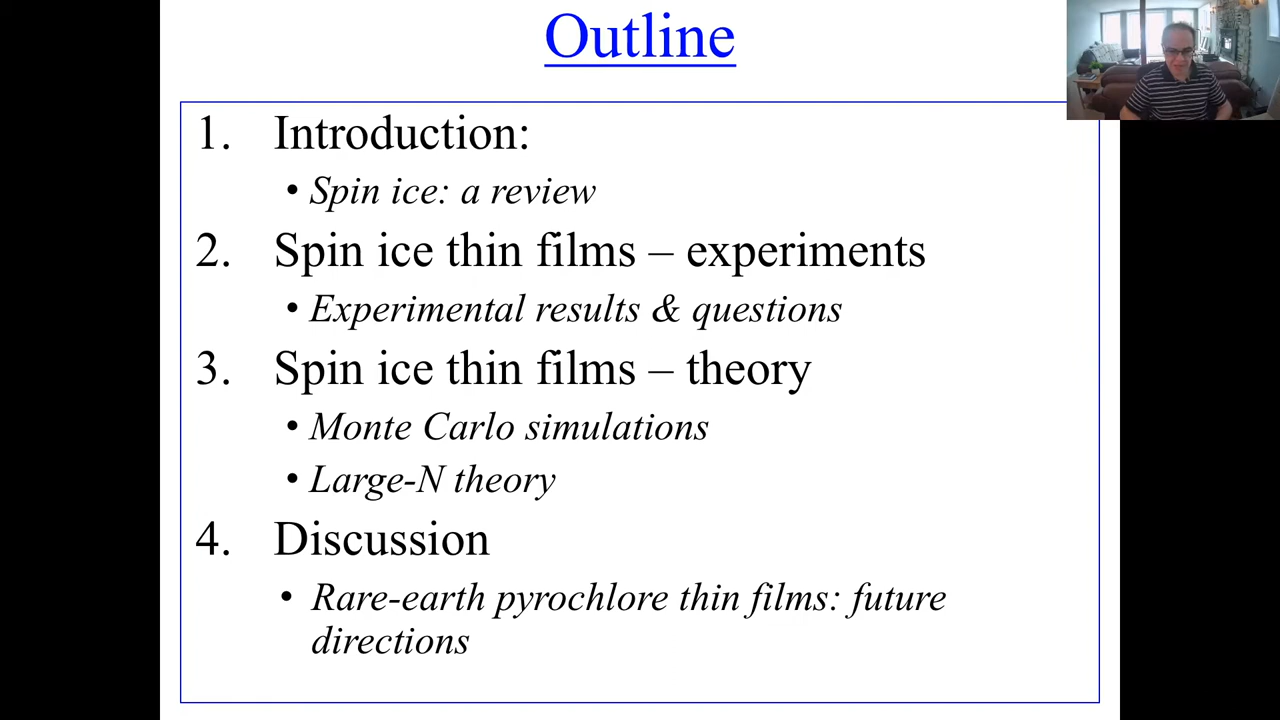 Outline
1. Introduction:
• Spin ice: a review
2. Spin ice thin films – experiments
• Experimental results & questions
3. Spin ice thin films – theory
• Monte Carlo simulations
• Large-N theory
4. Discussion
• Rare-earth pyrochlore thin films: future
directions